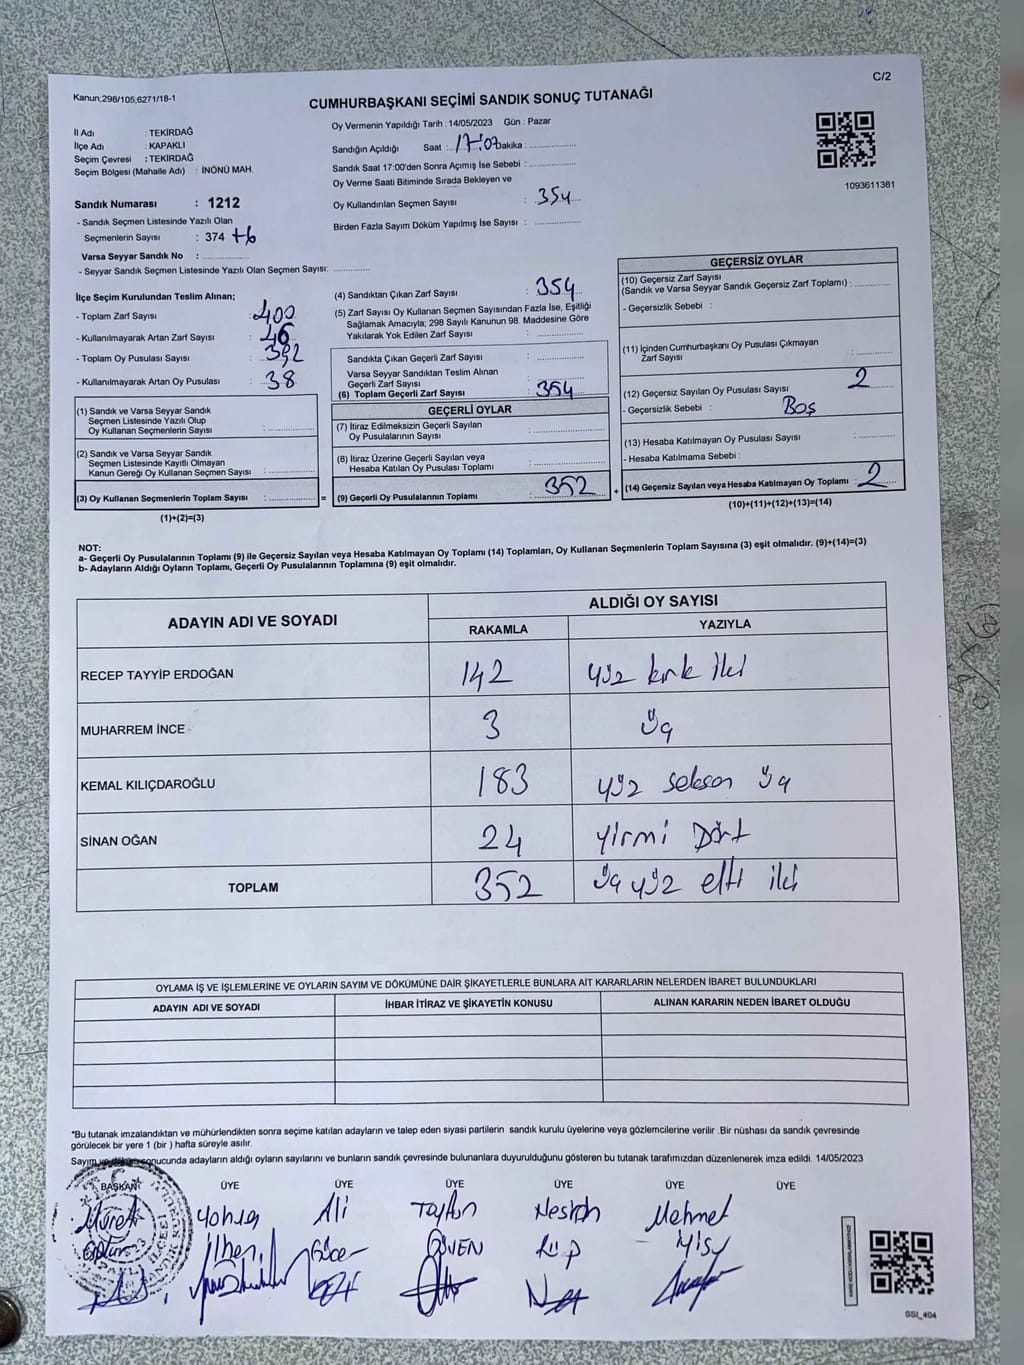 C/2
Kanun,298/105,6271/18-1
CUMHURBAŞKANI SEÇİMİ SANDIK SONUÇ TUTANAĞI
İl Adı : TEKİRDAĞ
İlçe Adı : KAPAKLI
Seçim Çevresi : TEKİRDAĞ
Seçim Bölgesi (Mahalle Adı) : İNÖNÜ MAH.
Oy Vermenin Yapıldığı Tarih : 14/05/2023 Gün : Pazar
Sandığın Açıldığı Saat : 17:07 Dakika :
Sandık Saat 17:00'den Sonra Açımış İse Sebebi :
Oy Verme Saati Bitiminde Sırada Bekleyen ve
Oy Kullandırılan Seçmen Sayısı : 354
Birden Fazla Sayım Döküm Yapılmış İse Sayısı :
1093611381
Sandık Numarası : 1212
- Sandık Seçmen Listesinde Yazılı Olan
Seçmenlerin Sayısı : 374 +6
Varsa Seyyar Sandık No :
- Seyyar Sandık Seçmen Listesinde Yazılı Olan Seçmen Sayısı:
İlçe Seçim Kurulundan Teslim Alınan;
- Toplam Zarf Sayısı : 400
- Kullanılmayarak Artan Zarf Sayısı : 46
- Toplam Oy Pusulası Sayısı : 392
- Kullanılmayarak Artan Oy Pusulası : 38
(1) Sandık ve Varsa Seyyar Sandık
Seçmen Listesinde Yazılı Olup
Oy Kullanan Seçmenlerin Sayısı :
(2) Sandık ve Varsa Seyyar Sandık
Seçmen Listesinde Kayıtlı Olmayan
Kanun Gereği Oy Kullanan Seçmen Sayısı :
(3) Oy Kullanan Seçmenlerin Toplam Sayısı :
(1)+(2)=(3)
(4) Sandıktan Çıkan Zarf Sayısı : 354
(5) Zarf Sayısı Oy Kullanan Seçmen Sayısından Fazla İse, Eşitliği
Sağlamak Amacıyla; 298 Sayılı Kanunun 98. Maddesine Göre
Yakılarak Yok Edilen Zarf Sayısı :
Sandıkta Çıkan Geçerli Zarf Sayısı :
Varsa Seyyar Sandıktan Teslim Alınan
Geçerli Zarf Sayısı :
(6) Toplam Geçerli Zarf Sayısı : 354
GEÇERLİ OYLAR
(7) İtiraz Edilmeksizin Geçerli Sayılan
Oy Pusulalarının Sayısı :
(8) İtiraz Üzerine Geçerli Sayılan veya
Hesaba Katılan Oy Pusulası Toplamı :
= (9) Geçerli Oy Pusulalarının Toplamı : 352
GEÇERSİZ OYLAR
(10) Geçersiz Zarf Sayısı
(Sandık ve Varsa Seyyar Sandık Geçersiz Zarf Toplamı) :
- Geçersizlik Sebebi :
(11) İçinden Cumhurbaşkanı Oy Pusulası Çıkmayan
Zarf Sayısı :
(12) Geçersiz Sayılan Oy Pusulası Sayısı : 2
- Geçersizlik Sebebi : Boş
(13) Hesaba Katılmayan Oy Pusulası Sayısı :
- Hesaba Katılmama Sebebi :
+ (14) Geçersiz Sayılan veya Hesaba Katılmayan Oy Toplamı : 2
(10)+(11)+(12)+(13)=(14)
NOT:
a- Geçerli Oy Pusulalarının Toplamı (9) ile Geçersiz Sayılan veya Hesaba Katılmayan Oy Toplamı (14) Toplamları, Oy Kullanan Seçmenlerin Toplam Sayısına (3) eşit olmalıdır. (9)+(14)=(3)
b- Adayların Aldığı Oyların Toplamı, Geçerli Oy Pusulalarının Toplamına (9) eşit olmalıdır.
ADAYIN ADI VE SOYADI ALDIĞI OY SAYISI
RAKAMLA YAZIYLA
RECEP TAYYİP ERDOĞAN 142 yüz kırk iki
MUHARREM İNCE 3 üç
KEMAL KILIÇDAROĞLU 183 yüz seksen üç
SİNAN OĞAN 24 yirmi Dört
TOPLAM 352 üç yüz elli iki
OYLAMA İŞ VE İŞLEMLERİNE VE OYLARIN SAYIM VE DÖKÜMÜNE DAİR ŞİKAYETLERLE BUNLARA AİT KARARLARIN NELERDEN İBARET BULUNDUKLARI
ADAYIN ADI VE SOYADI İHBAR İTİRAZ VE ŞİKAYETİN KONUSU ALINAN KARARIN NEDEN İBARET OLDUĞU
*Bu tutanak imzalandıktan ve mühürlendikten sonra seçime katılan adayların ve talep eden siyasi partilerin sandık kurulu üyelerine veya gözlemcilerine verilir .Bir nüshası da sandık çevresinde
görülecek bir yere 1 (bir ) hafta süreyle asılır.
Sayım ve döküm sonucunda adayların aldığı oyların sayılarını ve bunların sandık çevresinde bulunanlara duyurulduğunu gösteren bu tutanak tarafımızdan düzenlenerek imza edildi. 14/05/2023
BAŞKAN ÜYE ÜYE ÜYE ÜYE ÜYE ÜYE
Ali Tayfun Mehmet
İlhen GÜVEN
SSI_404